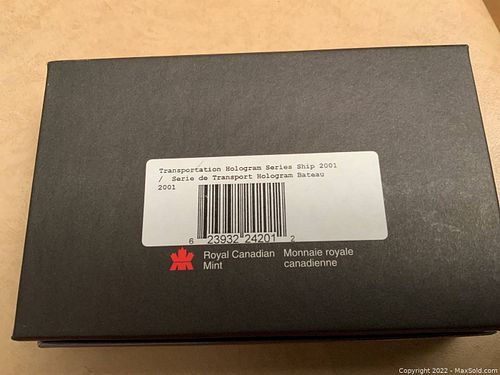 Transportation Hologram Series Ship 2001
/ Serie de Transport Hologram Bateau
2001
6 23932 24201 2
Royal Canadian Monnaie royale
Mint canadienne
Copyright 2022 - MaxSold.com